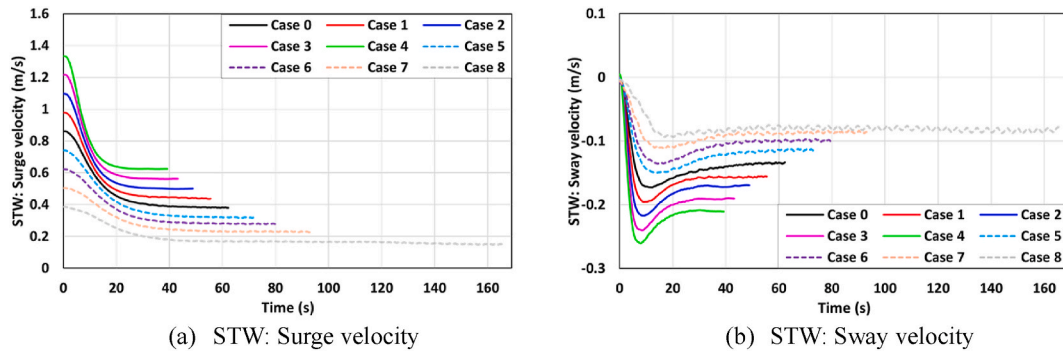 STW: Surge velocity (m/s)
1.6
1.4
1.2
1
0.8
0.6
0.4
0.2
0
Case 0 Case 1 Case 2
Case 3 Case 4 Case 5
Case 6 Case 7 Case 8
0 20 40 60 80 100 120 140 160
Time (s)
(a) STW: Surge velocity
STW: Sway velocity (m/s)
0.1
0
-0.1
-0.2
-0.3
Case 0 Case 1 Case 2
Case 3 Case 4 Case 5
Case 6 Case 7 Case 8
0 20 40 60 80 100 120 140 160
Time (s)
(b) STW: Sway velocity